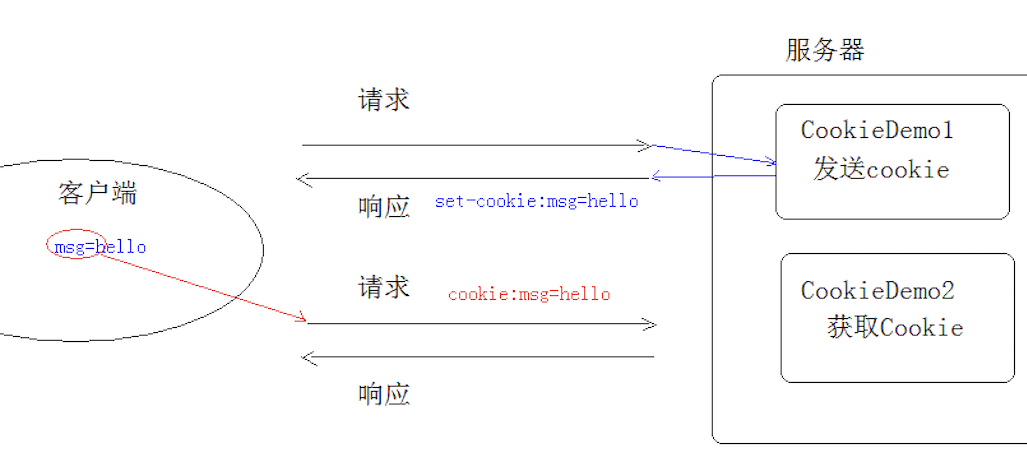 服务器
请求
CookieDemo1
发送cookie
客户端
响应
set-cookie:msg=hello
msg=hello
请求
cookie:msg=hello
CookieDemo2
获取Cookie
响应